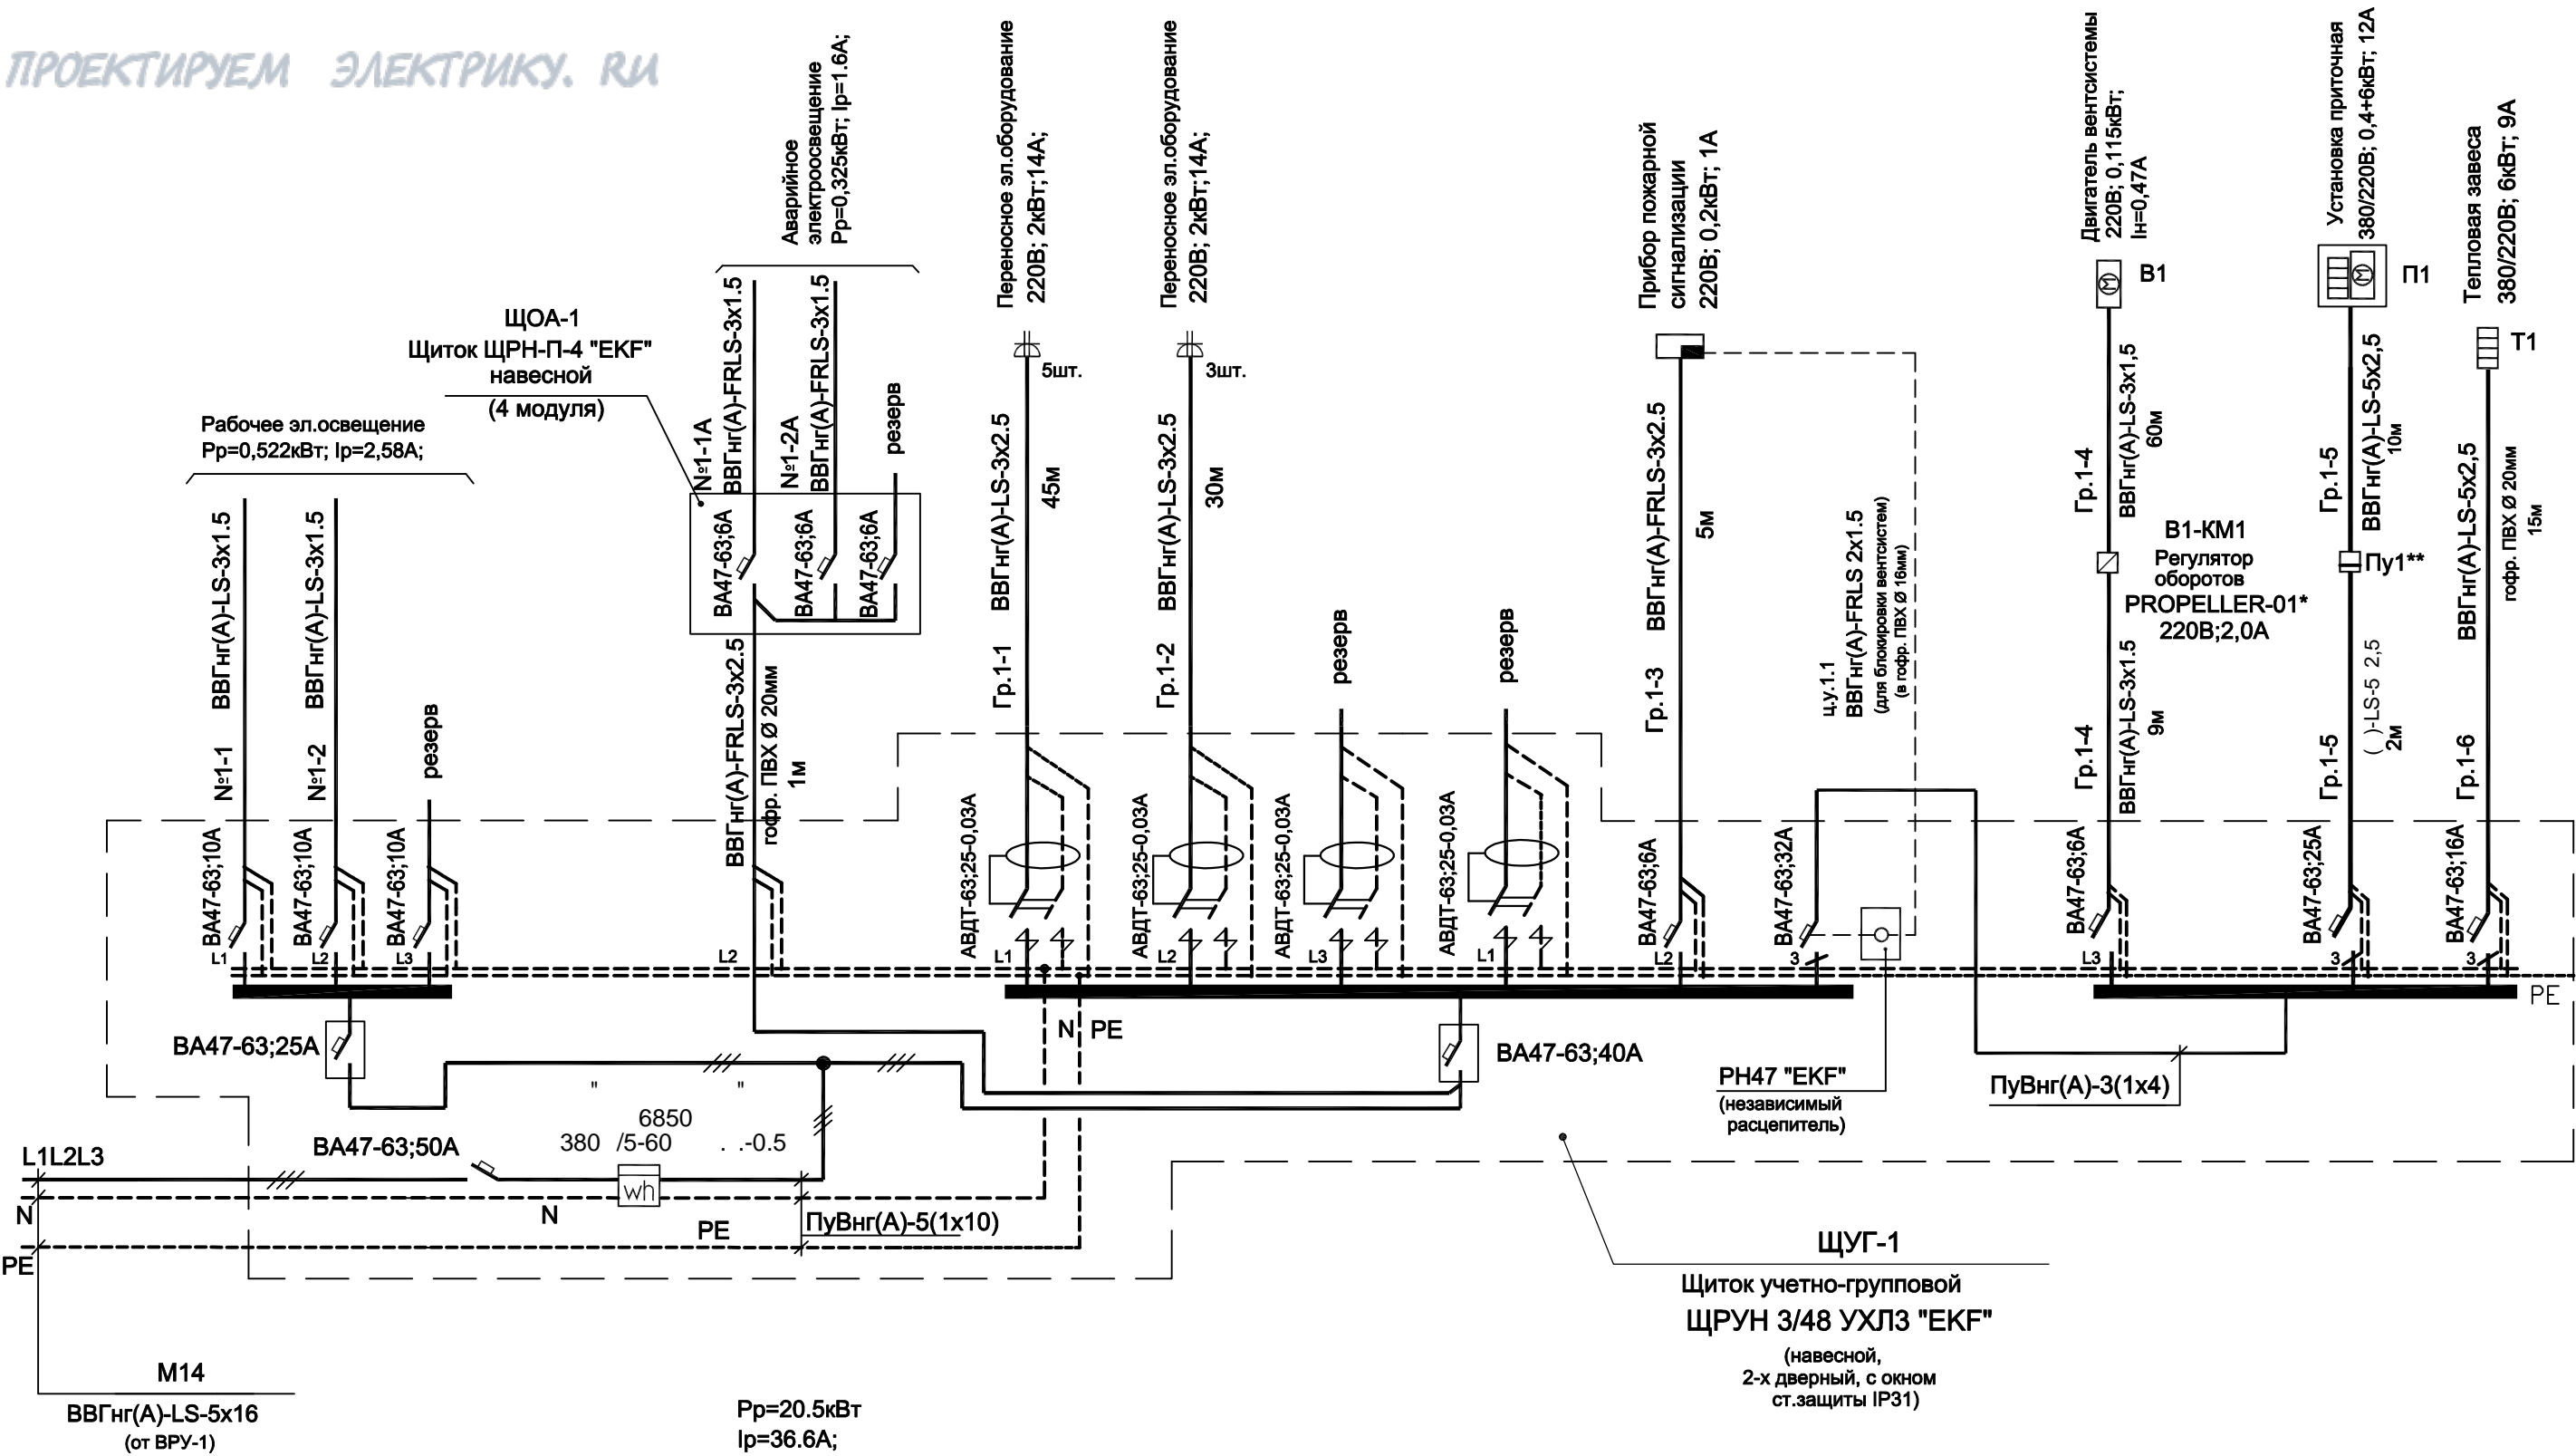 ПРОЕКТИРУЕМ ЭЛЕКТРИКУ. RU
Рабочее эл.освещение
Рр=0,522кВт; Iр=2,58А;
ВВГнг(А)-LS-3х1.5
ВВГнг(А)-LS-3х1.5
№1-1
№1-2
резерв
ВА47-63;10А
ВА47-63;10А
ВА47-63;10А
L1
L2
L3
ЩОА-1
Щиток ЩРН-П-4 "EKF"
навесной
(4 модуля)
Аварийное
электроосвещение
Рр=0,325кВт; Iр=1.6А;
№1-1А
ВВГнг(А)-FRLS-3х1.5
№1-2А
ВВГнг(А)-FRLS-3х1.5
резерв
ВА47-63;6А
ВА47-63;6А
ВА47-63;6А
ВВГнг(А)-FRLS-3х2.5
гофр. ПВХ Ø 20мм
1м
L2
Переносное эл.оборудование
220В; 2кВт;14А;
5шт.
ВВГнг(А)-LS-3х2.5
45м
Гр.1-1
АВДТ-63;25-0,03А
L1
Переносное эл.оборудование
220В; 2кВт;14А;
3шт.
ВВГнг(А)-LS-3х2.5
30м
Гр.1-2
АВДТ-63;25-0,03А
L2
резерв
АВДТ-63;25-0,03А
L3
резерв
АВДТ-63;25-0,03А
L1
Прибор пожарной
сигнализации
220В; 0,2кВт; 1А
ВВГнг(А)-FRLS-3х2.5
5м
Гр.1-3
ВА47-63;6А
L2
ц.у.1.1
ВВГнг(А)-FRLS 2х1.5
(для блокировки вентсистем)
(в гофр. ПВХ Ø 16мм)
ВА47-63;32А
3
Двигатель вентсистемы
220В; 0,115кВт;
Iн=0,47А
М
В1
Гр.1-4
ВВГнг(А)-LS-3х1,5
60м
В1-КМ1
Регулятор
оборотов
PROPELLER-01*
220В;2,0А
Гр.1-4
ВВГнг(А)-LS-3х1.5
9м
ВА47-63;6А
L3
Установка приточная
380/220В; 0,4+6кВт; 12А
М
П1
Гр.1-5
ВВГнг(А)-LS-5х2,5
10м
Пу1**
Гр.1-5
( )-LS-5 2,5
2м
ВА47-63;25А
3
Тепловая завеса
380/220В; 6кВт; 9А
Т1
ВВГнг(А)-LS-5х2,5
гофр. ПВХ Ø 20мм
15м
Гр.1-6
ВА47-63;16А
3
PE
N
PE
ВА47-63;25А
ВА47-63;40А
РН47 "EKF"
(независимый
расцепитель)
ПуВнг(А)-3(1х4)
" "
6850
380 /5-60 . .-0.5
ВА47-63;50А
L1L2L3
wh
N
N
PE
PE
ПуВнг(А)-5(1х10)
ЩУГ-1
Щиток учетно-групповой
ЩРУН 3/48 УХЛ3 "EKF"
(навесной,
2-х дверный, с окном
ст.защиты IP31)
М14
ВВГнг(А)-LS-5х16
(от ВРУ-1)
Рр=20.5кВт
Iр=36.6А;